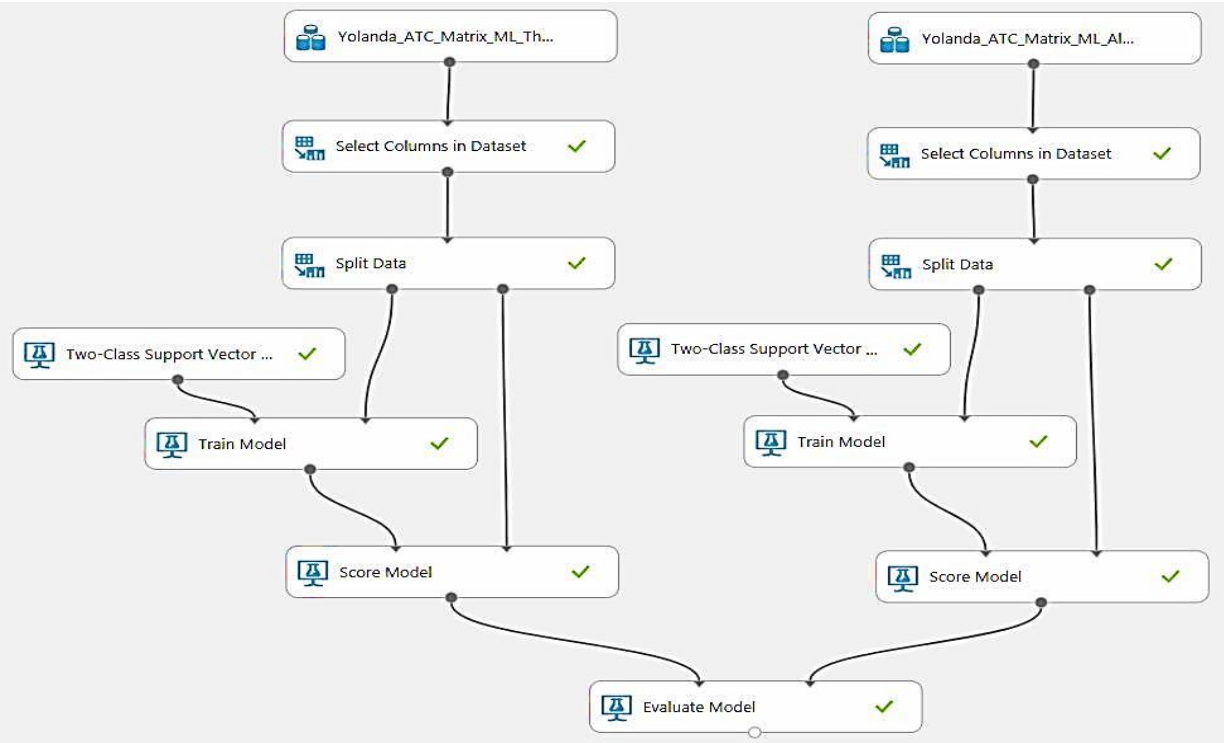 Yolanda_ATC_Matrix_ML_Th...
Yolanda_ATC_Matrix_ML_Al...
Select Columns in Dataset
Select Columns in Dataset
Split Data
Split Data
Two-Class Support Vector ...
Two-Class Support Vector ...
Train Model
Train Model
Score Model
Score Model
Evaluate Model